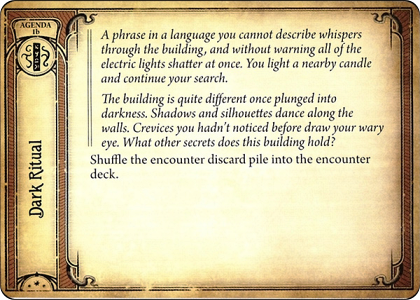 AGENDA
1b
Dark Ritual
A phrase in a language you cannot describe whispers
through the building, and without warning all of the
electric lights shatter at once. You light a nearby candle
and continue your search.
The building is quite different once plunged into
darkness. Shadows and silhouettes dance along the
walls. Crevices you hadn't noticed before draw your wary
eye. What other secrets does this building hold?
Shuffle the encounter discard pile into the encounter
deck.